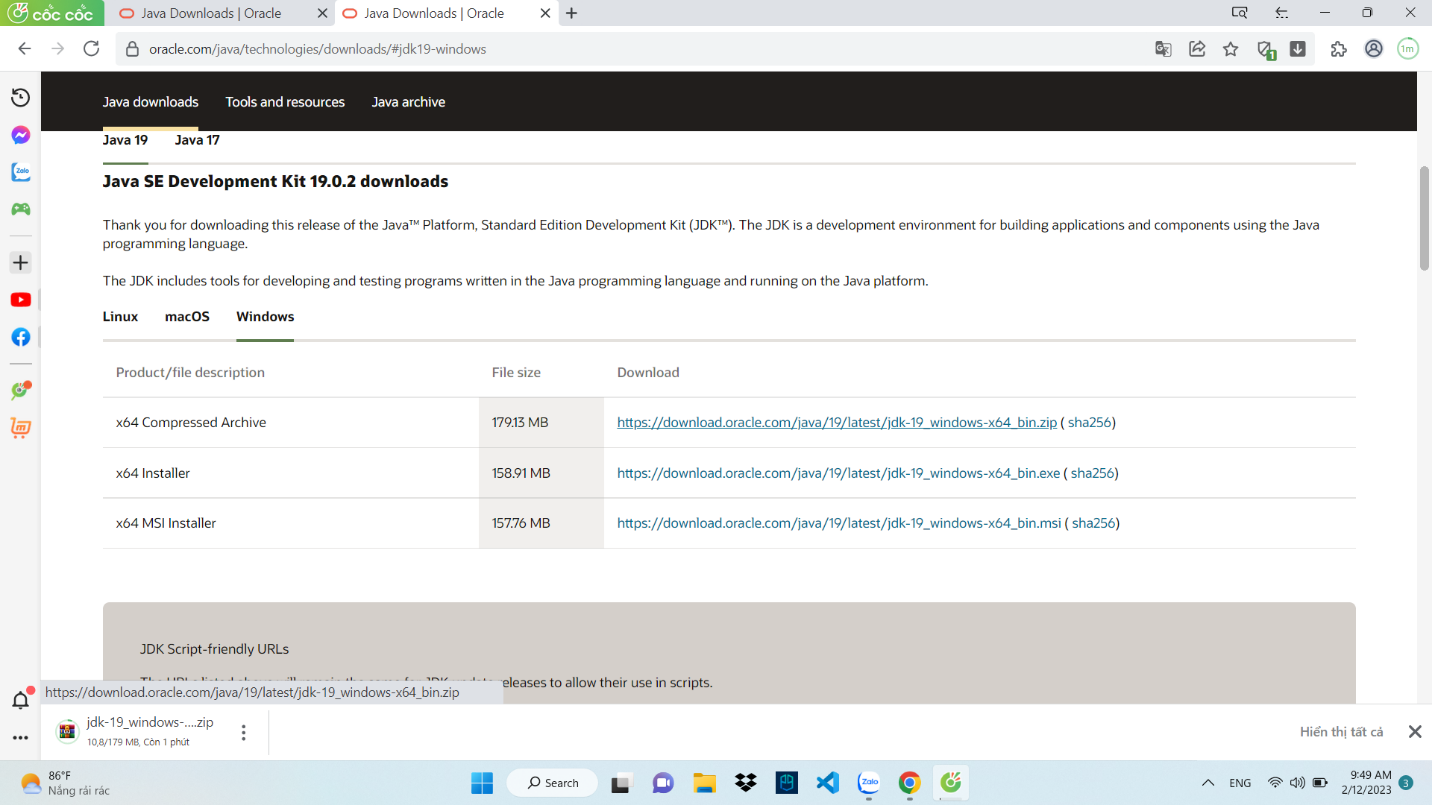 cốc cốc
Java Downloads | Oracle
Java Downloads | Oracle
oracle.com/java/technologies/downloads/#jdk19-windows
1
1m
Java downloads
Tools and resources
Java archive
Java 19
Java 17
Java SE Development Kit 19.0.2 downloads
Thank you for downloading this release of the Java™ Platform, Standard Edition Development Kit (JDK™). The JDK is a development environment for building applications and components using the Java
programming language.
The JDK includes tools for developing and testing programs written in the Java programming language and running on the Java platform.
Linux
macOS
Windows
Product/file description
File size
Download
x64 Compressed Archive
179.13 MB
https://download.oracle.com/java/19/latest/jdk-19_windows-x64_bin.zip ( sha256)
x64 Installer
158.91 MB
https://download.oracle.com/java/19/latest/jdk-19_windows-x64_bin.exe ( sha256)
x64 MSI Installer
157.76 MB
https://download.oracle.com/java/19/latest/jdk-19_windows-x64_bin.msi ( sha256)
JDK Script-friendly URLs
eleases to allow their use in scripts.
https://download.oracle.com/java/19/latest/jdk-19_windows-x64_bin.zip
jdk-19_windows-....zip
10,8/179 MB, Còn 1 phút
Hiển thị tất cả
86°F
Nắng rải rác
Search
Zalo
Zalo
ENG
9:49 AM
2/12/2023
3